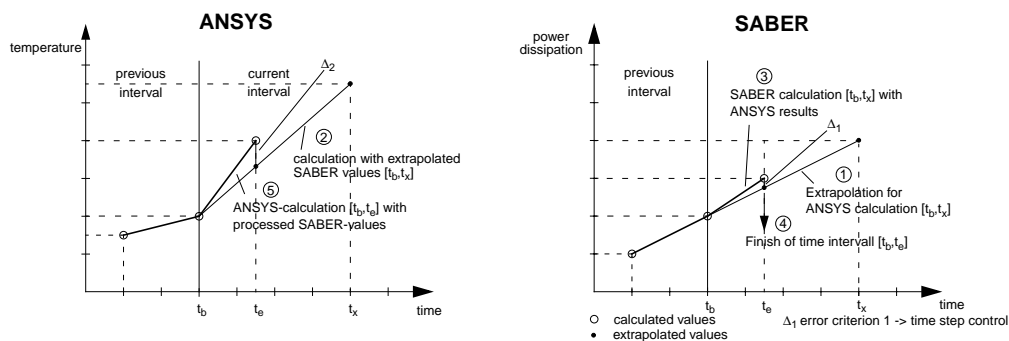 ANSYS
temperature
previous
interval
current
interval
Δ2
②
calculation with extrapolated
SABER values [tb,tx]
⑤
ANSYS-calculation [tb,te] with
processed SABER-values
tb
te
tx
time
SABER
power
dissipation
previous
interval
③
SABER calculation [tb,tx] with
ANSYS results
Δ1
①
Extrapolation for
ANSYS calculation [tb,tx]
④
Finish of time intervall [tb,te]
tb
te
tx
time
calculated values
extrapolated values
Δ1 error criterion 1 -> time step control